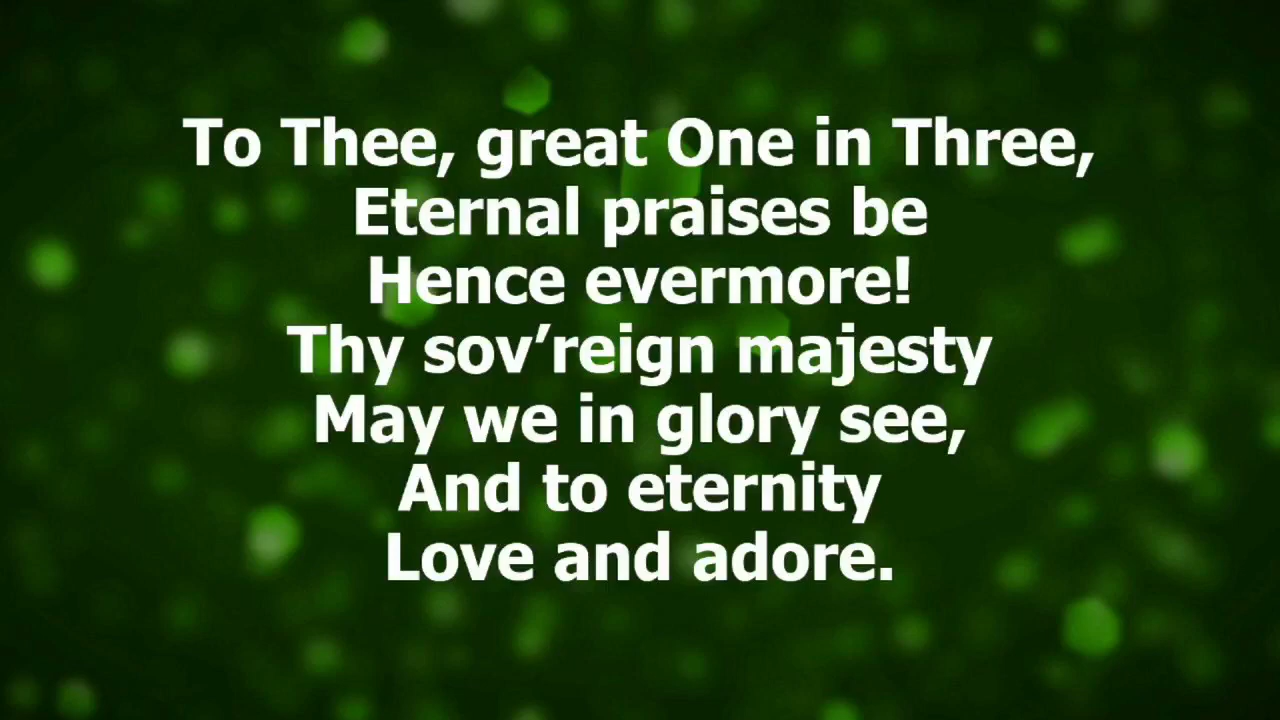 To Thee, great One in Three,
Eternal praises be
Hence evermore!
Thy sov’reign majesty
May we in glory see,
And to eternity
Love and adore.